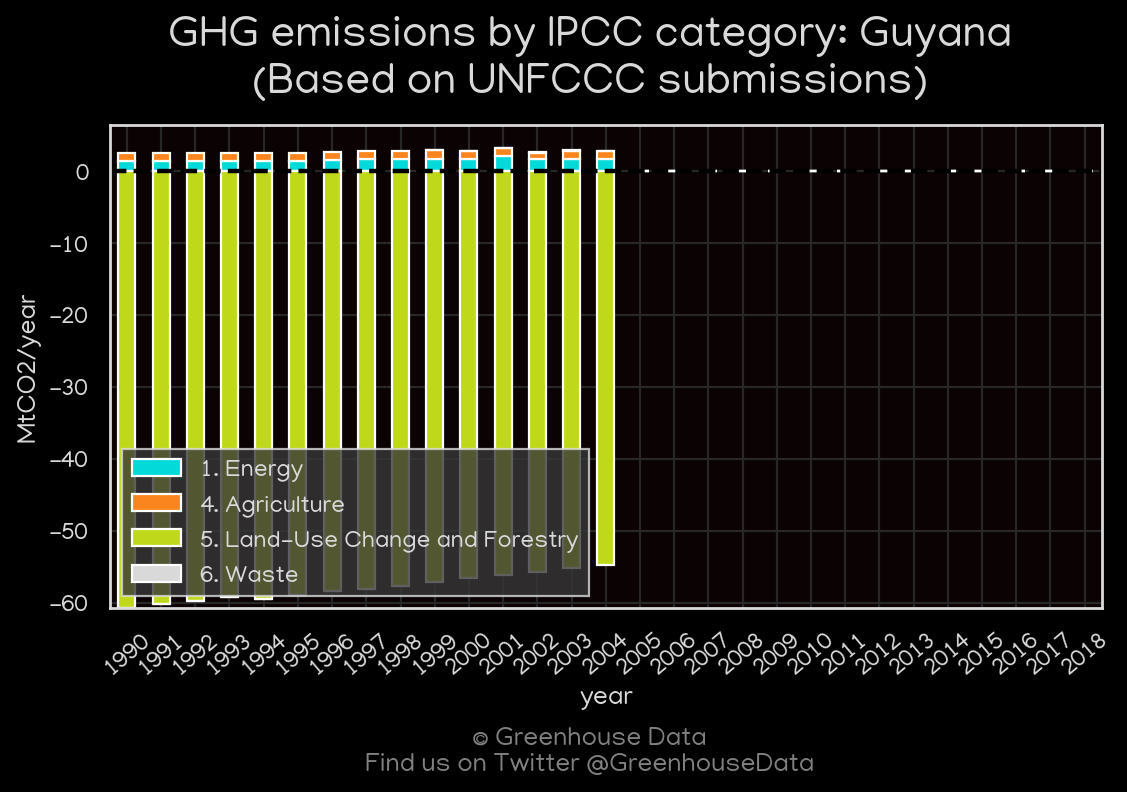 GHG emissions by IPCC category: Guyana
(Based on UNFCCC submissions)
MtCO2/year
0
−10
−20
−30
−40
−50
−60
1. Energy
4. Agriculture
5. Land-Use Change and Forestry
6. Waste
1990 1991 1992 1993 1994 1995 1996 1997 1998 1999 2000 2001 2002 2003 2004 2005 2006 2007 2008 2009 2010 2011 2012 2013 2014 2015 2016 2017 2018
year
© Greenhouse Data
Find us on Twitter @GreenhouseData